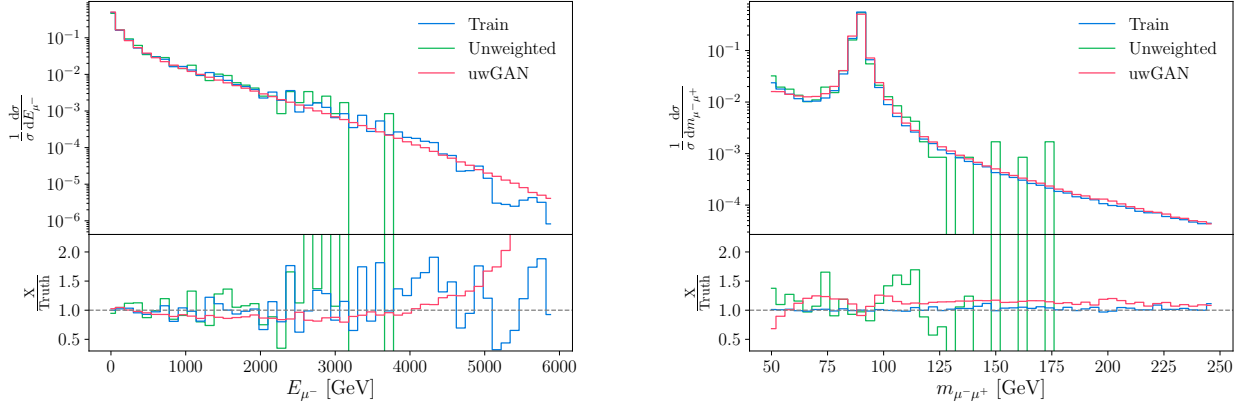 Train
Unweighted
uwGAN
10⁻¹
10⁻²
10⁻³
10⁻⁴
10⁻⁵
10⁻⁶
1/σ dσ/dE_μ⁻
2.0
1.5
1.0
0.5
X/Truth
0 1000 2000 3000 4000 5000 6000
E_μ⁻ [GeV]
Train
Unweighted
uwGAN
10⁻¹
10⁻²
10⁻³
10⁻⁴
1/σ dσ/dm_μ⁻μ⁺
2.0
1.5
1.0
0.5
X/Truth
50 75 100 125 150 175 200 225 250
m_μ⁻μ⁺ [GeV]